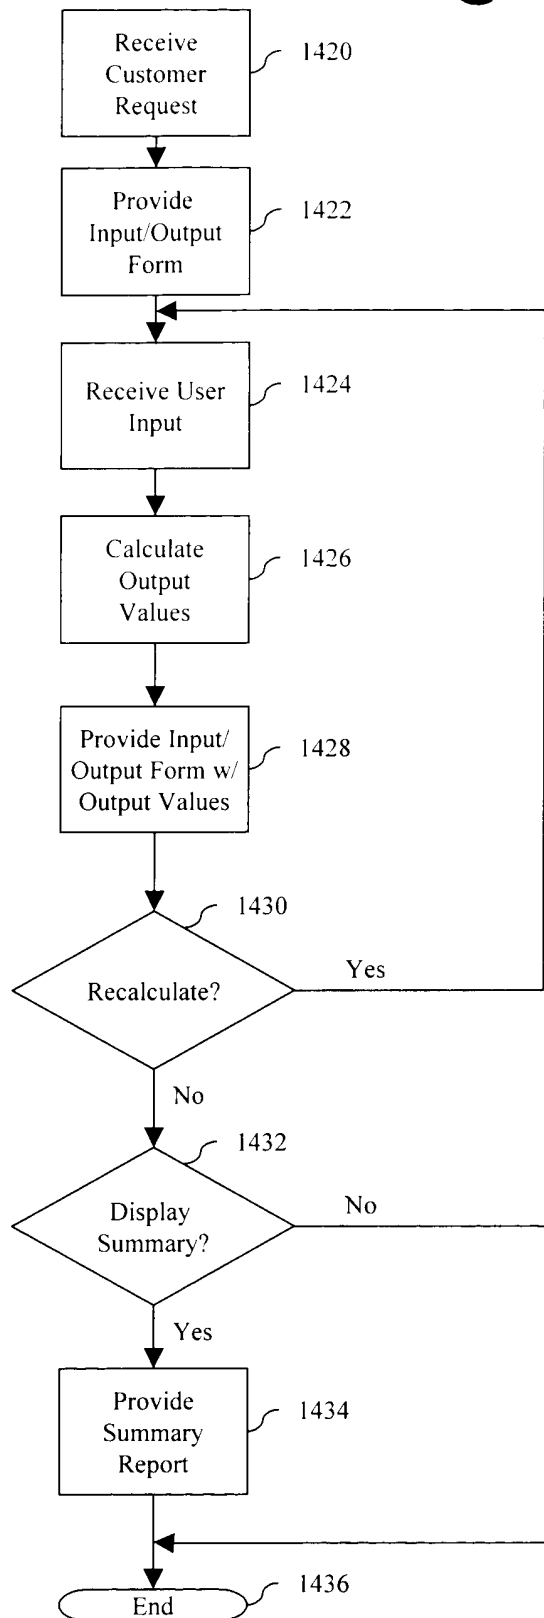 Receive
Customer
Request
1420
Provide
Input/Output
Form
1422
Receive User
Input
1424
Calculate
Output
Values
1426
Provide Input/
Output Form w/
Output Values
1428
1430
Recalculate?
Yes
No
1432
Display
Summary?
No
Yes
Provide
Summary
Report
1434
End
1436